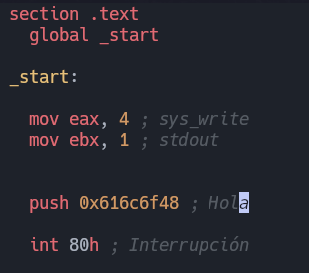 section .text
global _start
_start:
mov eax, 4 ; sys_write
mov ebx, 1 ; stdout
push 0x616c6f48 ; Hola
int 80h ; Interrupción